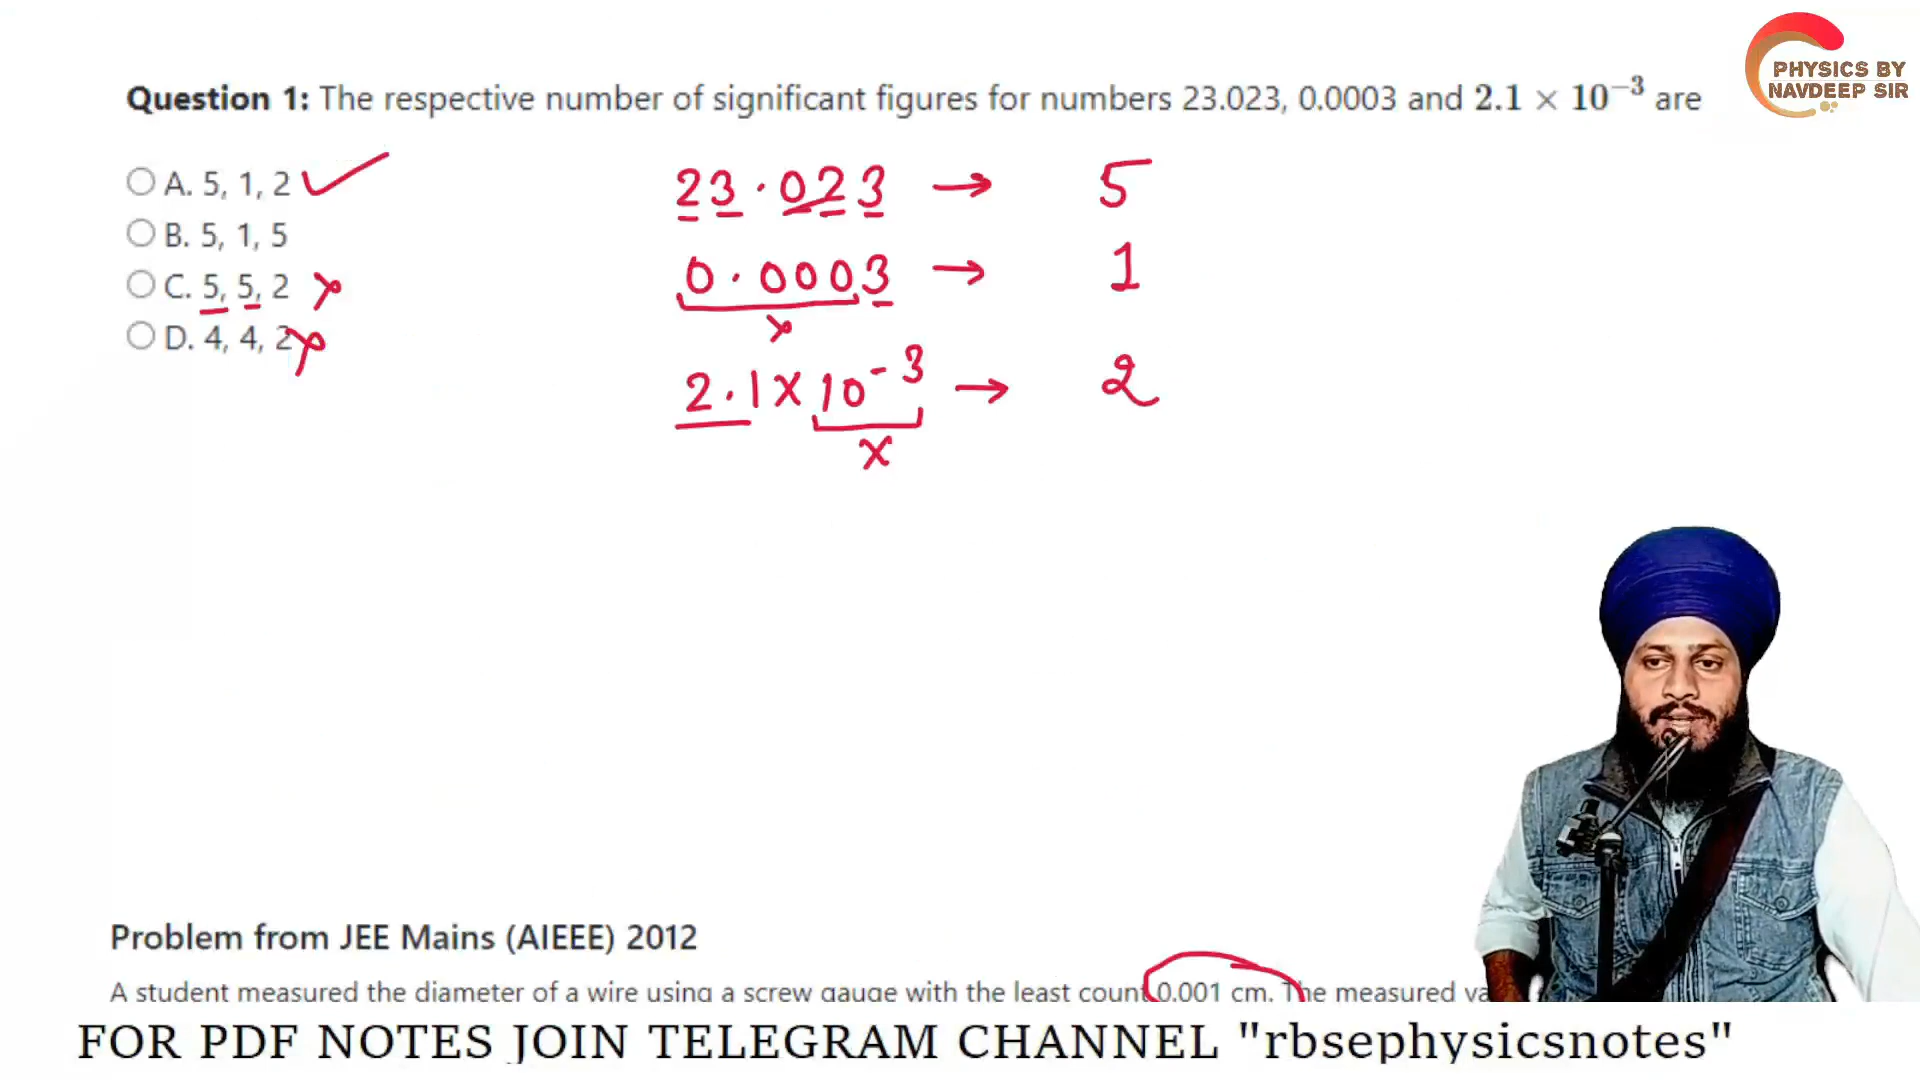 PHYSICS BY
NAVDEEP SIR
Question 1: The respective number of significant figures for numbers 23.023, 0.0003 and 2.1 × 10⁻³ are
A. 5, 1, 2 ✓
B. 5, 1, 5
C. 5, 5, 2 ✗
D. 4, 4, 2 ✗
23.023 → 5
0.0003 → 1
x
2.1 x 10⁻³ → 2
x
Problem from JEE Mains (AIEEE) 2012
A student measured the diameter of a wire using a screw gauge with the least count 0.001 cm. The measured
FOR PDF NOTES JOIN TELEGRAM CHANNEL "rbsephysicsnotes"